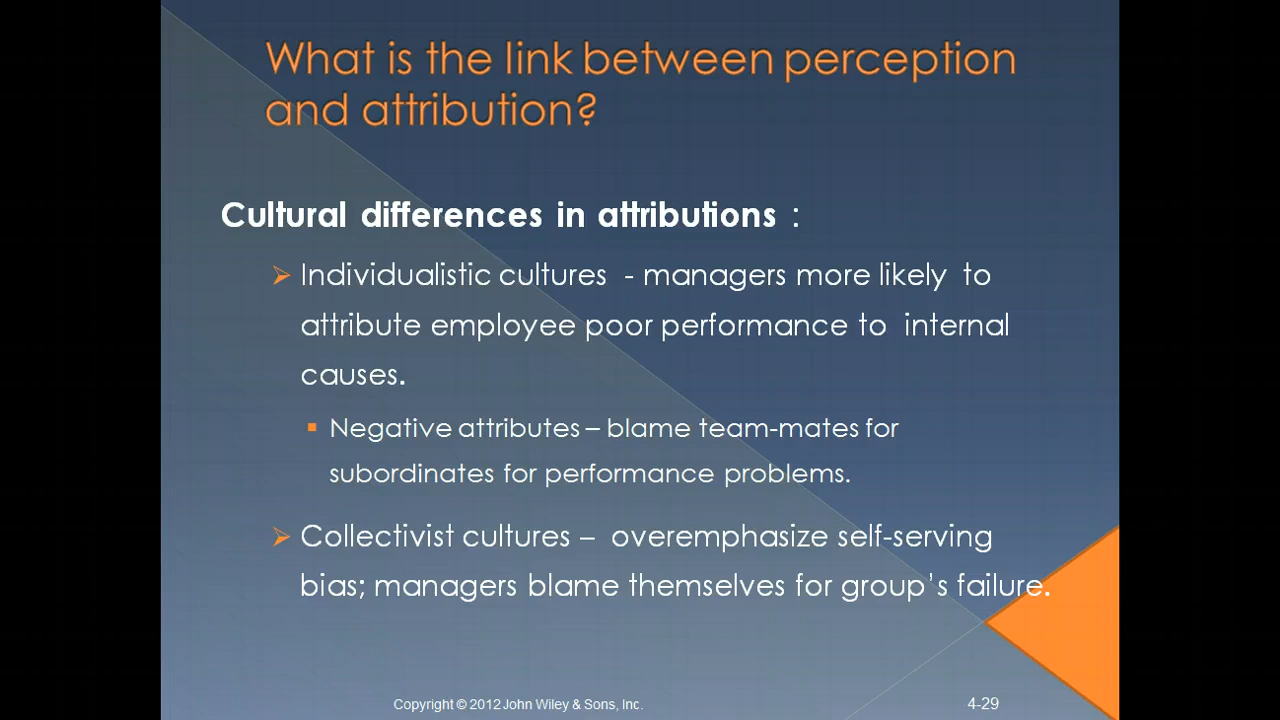 What is the link between perception
and attribution?
Cultural differences in attributions :
Individualistic cultures - managers more likely to
attribute employee poor performance to internal
causes.
Negative attributes – blame team-mates for
subordinates for performance problems.
Collectivist cultures – overemphasize self-serving
bias; managers blame themselves for group's failure.
Copyright © 2012 John Wiley & Sons, Inc.
4-29